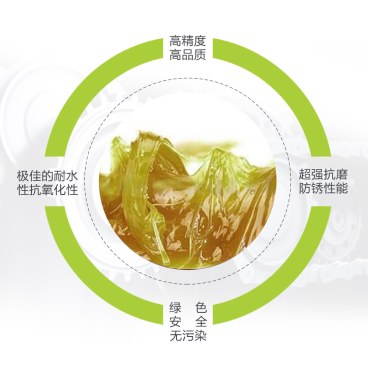 高精度
高品质
极佳的耐水
性抗氧化性
超强抗磨
防锈性能
绿 色
安 全
无污染